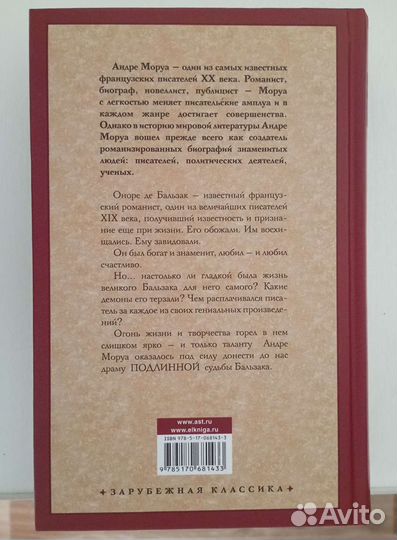 Андре Моруа — один из самых известных
французских писателей XX века. Романист,
биограф, новеллист, публицист — Моруа
с легкостью меняет писательские амплуа и в
каждом жанре достигает совершенства.
Однако в историю мировой литературы Андре
Моруа вошел прежде всего как создатель
романизированных биографий знаменитых
людей: писателей, политических деятелей,
ученых.
Оноре де Бальзак — известный француз-
ский романист, один из величайших писателей
XIX века, получивший известность и призна-
ние еще при жизни. Его обожали. Им восхи-
щались. Ему завидовали.
Он был богат и знаменит, любил — и любил
счастливо.
Но... настолько ли гладкой была жизнь
великого Бальзака для него самого? Какие
демоны его терзали? Чем расплачивался писа-
тель за каждое из своих гениальных произведе-
ний?
Огонь жизни и творчества горел в нем
слишком ярко — и только таланту Андре
Моруа оказалось под силу донести до нас
драму ПОДЛИННОЙ судьбы Бальзака.
www.ast.ru
www.elkniga.ru
ISBN 978-5-17-068143-3
9 785170 681433
ЗАРУБЕЖНАЯ КЛАССИКА
Avito